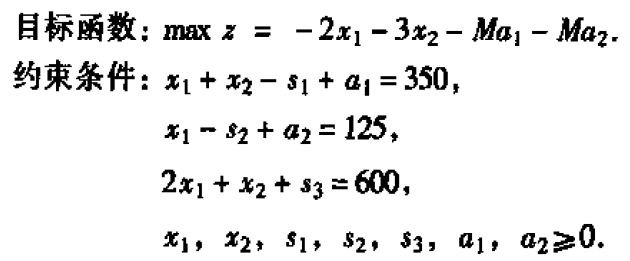 目标函数: max z = －2x₁－3x₂－Ma₁－Ma₂.
约束条件: x₁＋x₂－s₁＋a₁＝350,
x₁－s₂＋a₂＝125,
2x₁＋x₂＋s₃＝600,
x₁, x₂, s₁, s₂, s₃, a₁, a₂≥0.